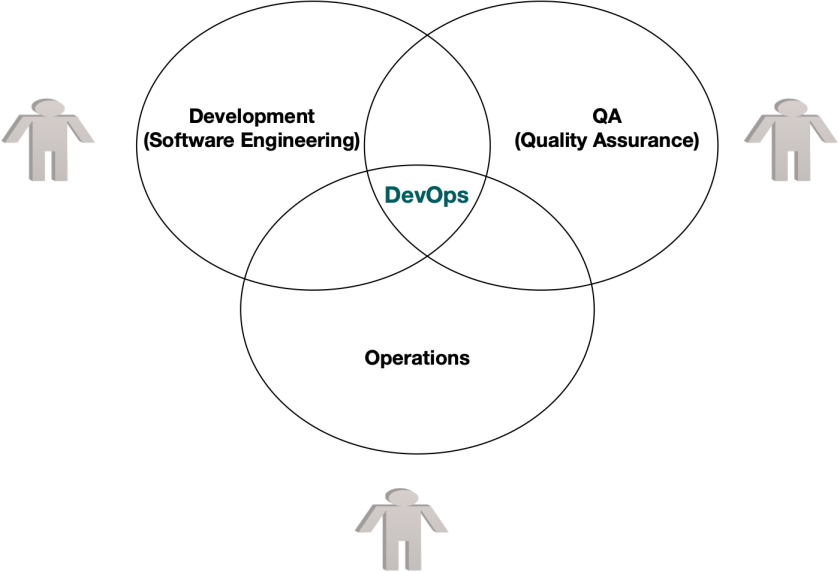 Development
(Software Engineering)
QA
(Quality Assurance)
DevOps
Operations